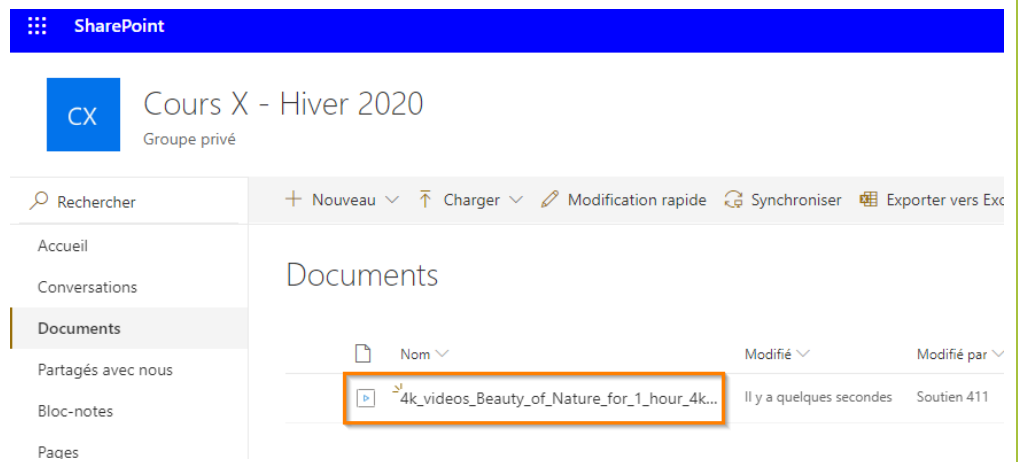 SharePoint
CX
Cours X - Hiver 2020
Groupe privé
Rechercher
Nouveau Charger Modification rapide Synchroniser Exporter vers Exc
Accueil
Conversations
Documents
Partagés avec nous
Bloc-notes
Pages
Documents
Nom Modifié Modifié par
4k_videos_Beauty_of_Nature_for_1_hour_4k... Il y a quelques secondes Soutien 411